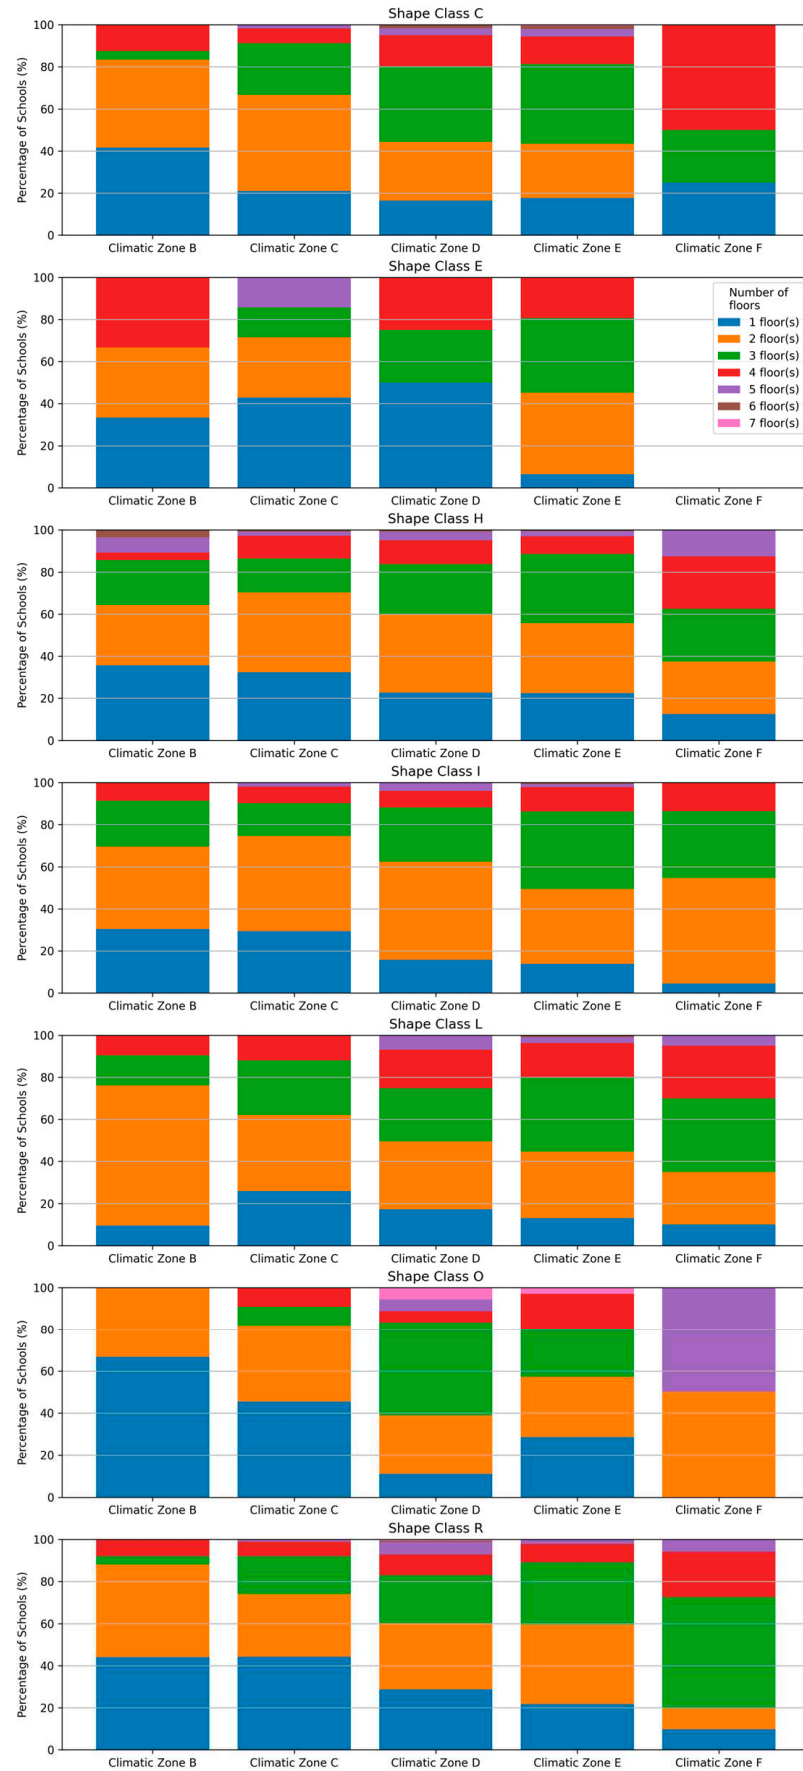 Shape Class C
Percentage of Schools (%)
100
80
60
40
20
0
Climatic Zone B Climatic Zone C Climatic Zone D Climatic Zone E Climatic Zone F
Shape Class E
Percentage of Schools (%)
100
80
60
40
20
0
Number of
floors
1 floor(s)
2 floor(s)
3 floor(s)
4 floor(s)
5 floor(s)
6 floor(s)
7 floor(s)
Climatic Zone B Climatic Zone C Climatic Zone D Climatic Zone E Climatic Zone F
Shape Class H
Percentage of Schools (%)
100
80
60
40
20
0
Climatic Zone B Climatic Zone C Climatic Zone D Climatic Zone E Climatic Zone F
Shape Class I
Percentage of Schools (%)
100
80
60
40
20
0
Climatic Zone B Climatic Zone C Climatic Zone D Climatic Zone E Climatic Zone F
Shape Class L
Percentage of Schools (%)
100
80
60
40
20
0
Climatic Zone B Climatic Zone C Climatic Zone D Climatic Zone E Climatic Zone F
Shape Class O
Percentage of Schools (%)
100
80
60
40
20
0
Climatic Zone B Climatic Zone C Climatic Zone D Climatic Zone E Climatic Zone F
Shape Class R
Percentage of Schools (%)
100
80
60
40
20
0
Climatic Zone B Climatic Zone C Climatic Zone D Climatic Zone E Climatic Zone F